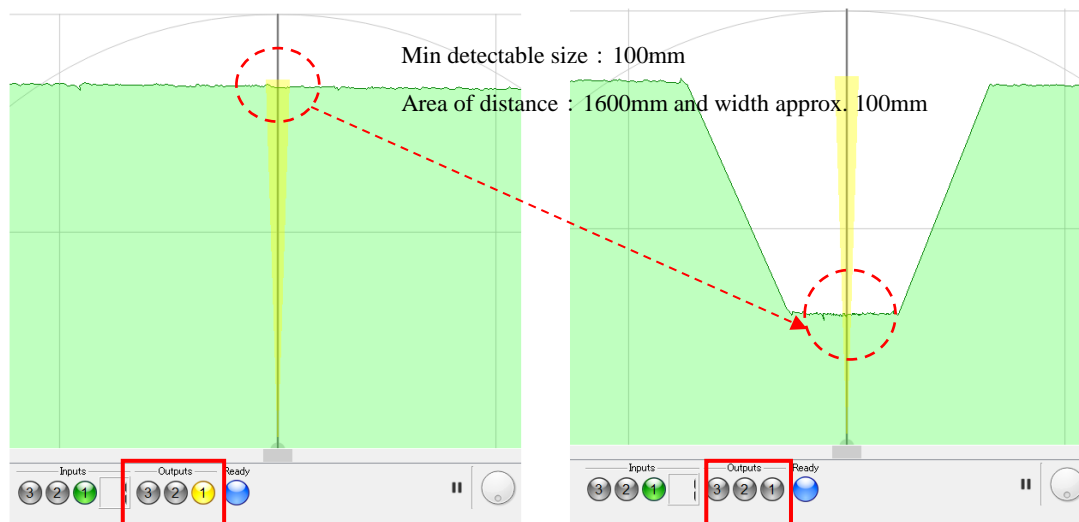 Min detectable size：100mm
Area of distance：1600mm and width approx. 100mm
Inputs Outputs Ready
3 2 1 3 2 1
Inputs Outputs Ready
3 2 1 3 2 1